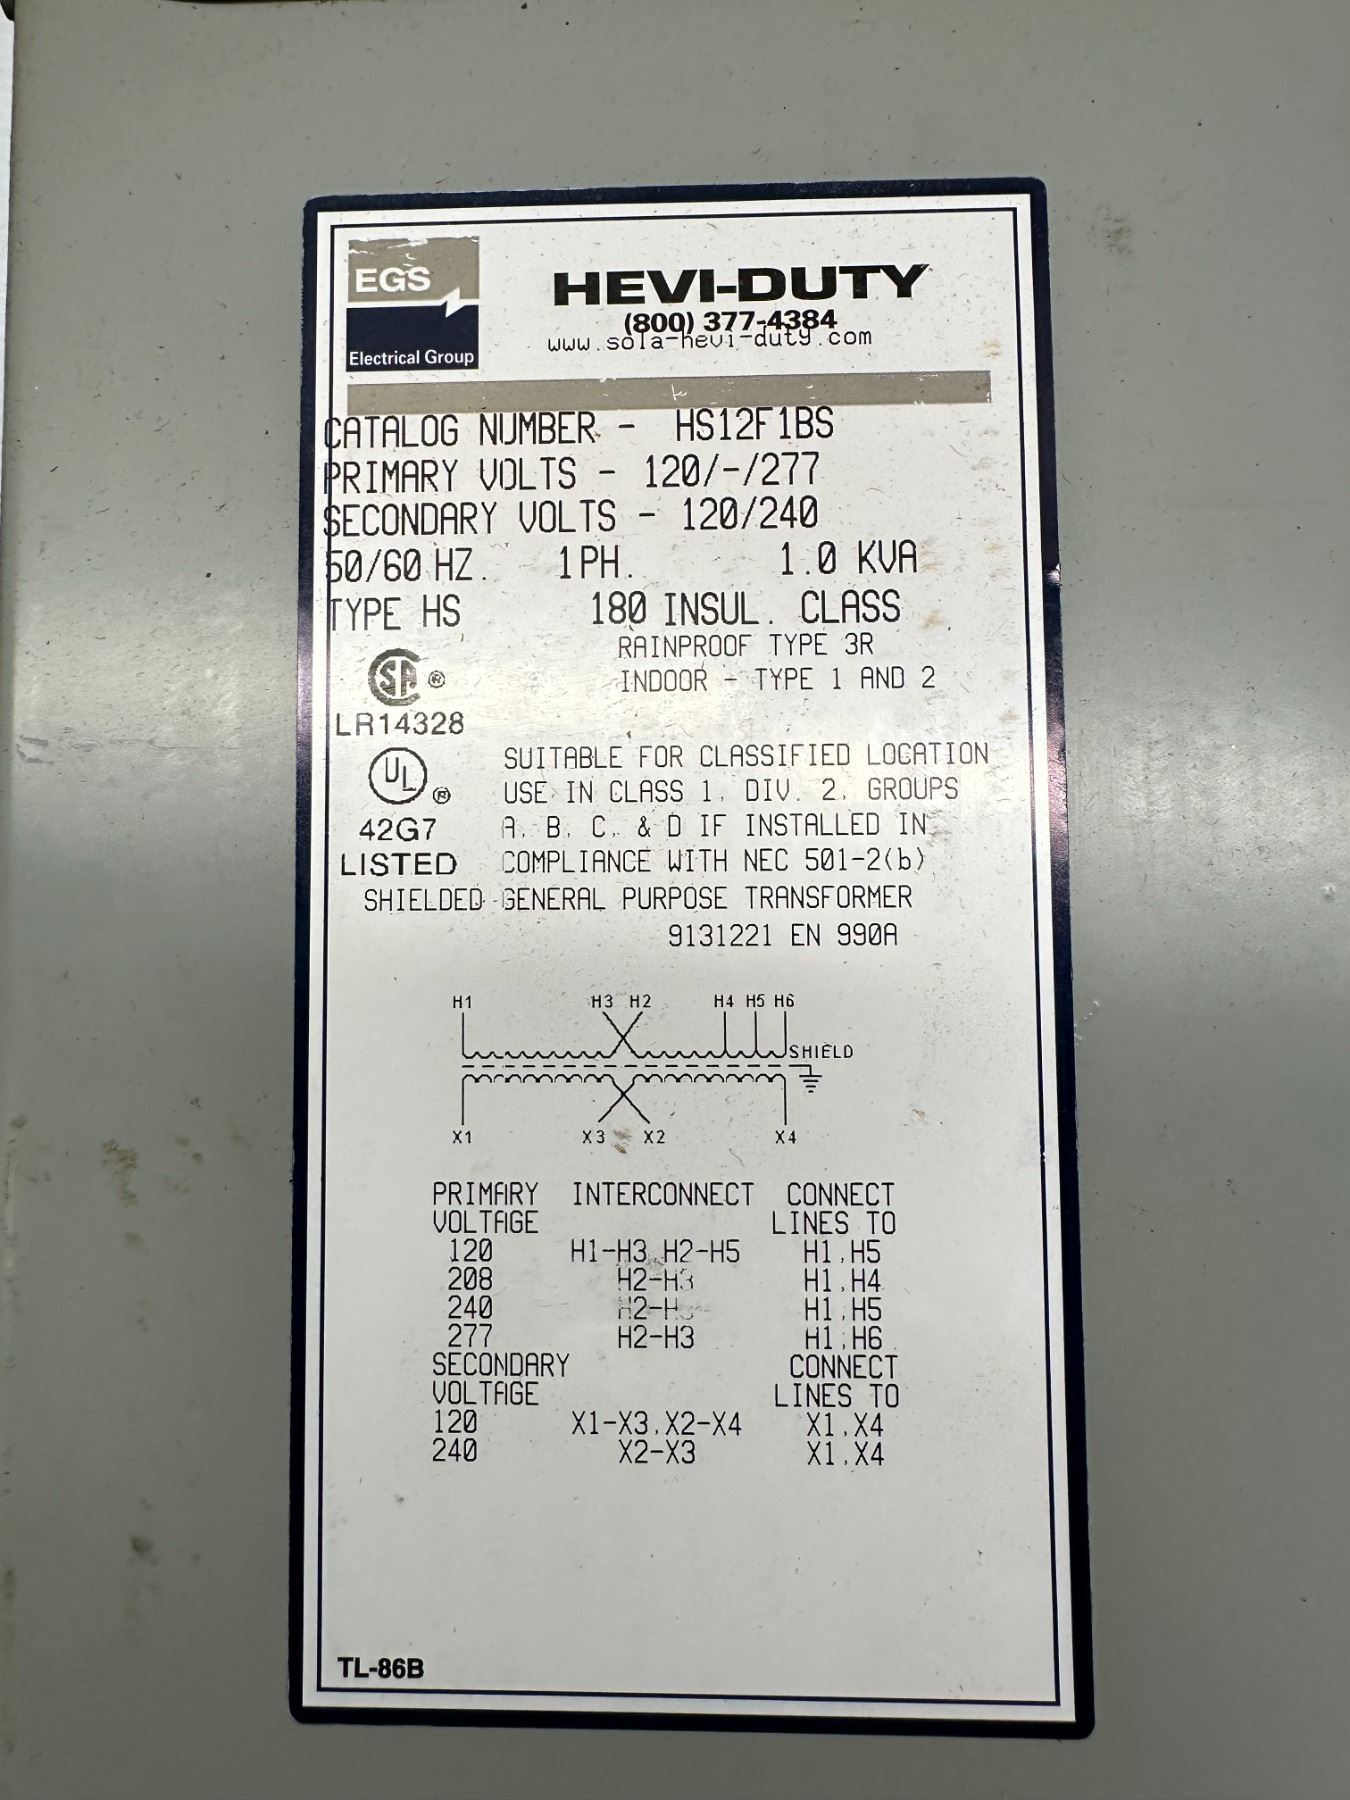 EGS
Electrical Group
HEVI-DUTY
(800) 377-4384
www.sola-hevi-duty.com
CATALOG NUMBER - HS12F1BS
PRIMARY VOLTS - 120/-/277
SECONDARY VOLTS - 120/240
50/60 HZ. 1PH. 1.0 KVA
TYPE HS 180 INSUL. CLASS
RAINPROOF TYPE 3R
INDOOR - TYPE 1 AND 2
SA ®
LR14328
UL ®
42G7
LISTED
SUITABLE FOR CLASSIFIED LOCATION
USE IN CLASS 1, DIV. 2, GROUPS
A, B, C, & D IF INSTALLED IN
COMPLIANCE WITH NEC 501-2(b)
SHIELDED GENERAL PURPOSE TRANSFORMER
9131221 EN 990A
H1 H3 H2 H4 H5 H6
SHIELD
X1 X3 X2 X4
PRIMARY INTERCONNECT CONNECT
VOLTAGE LINES TO
120 H1-H3,H2-H5 H1,H5
208 H2-H3 H1,H4
240 H1,H5
277 H2-H3 H1,H6
SECONDARY CONNECT
VOLTAGE LINES TO
120 X1-X3,X2-X4 X1,X4
240 X2-X3 X1,X4
TL-86B